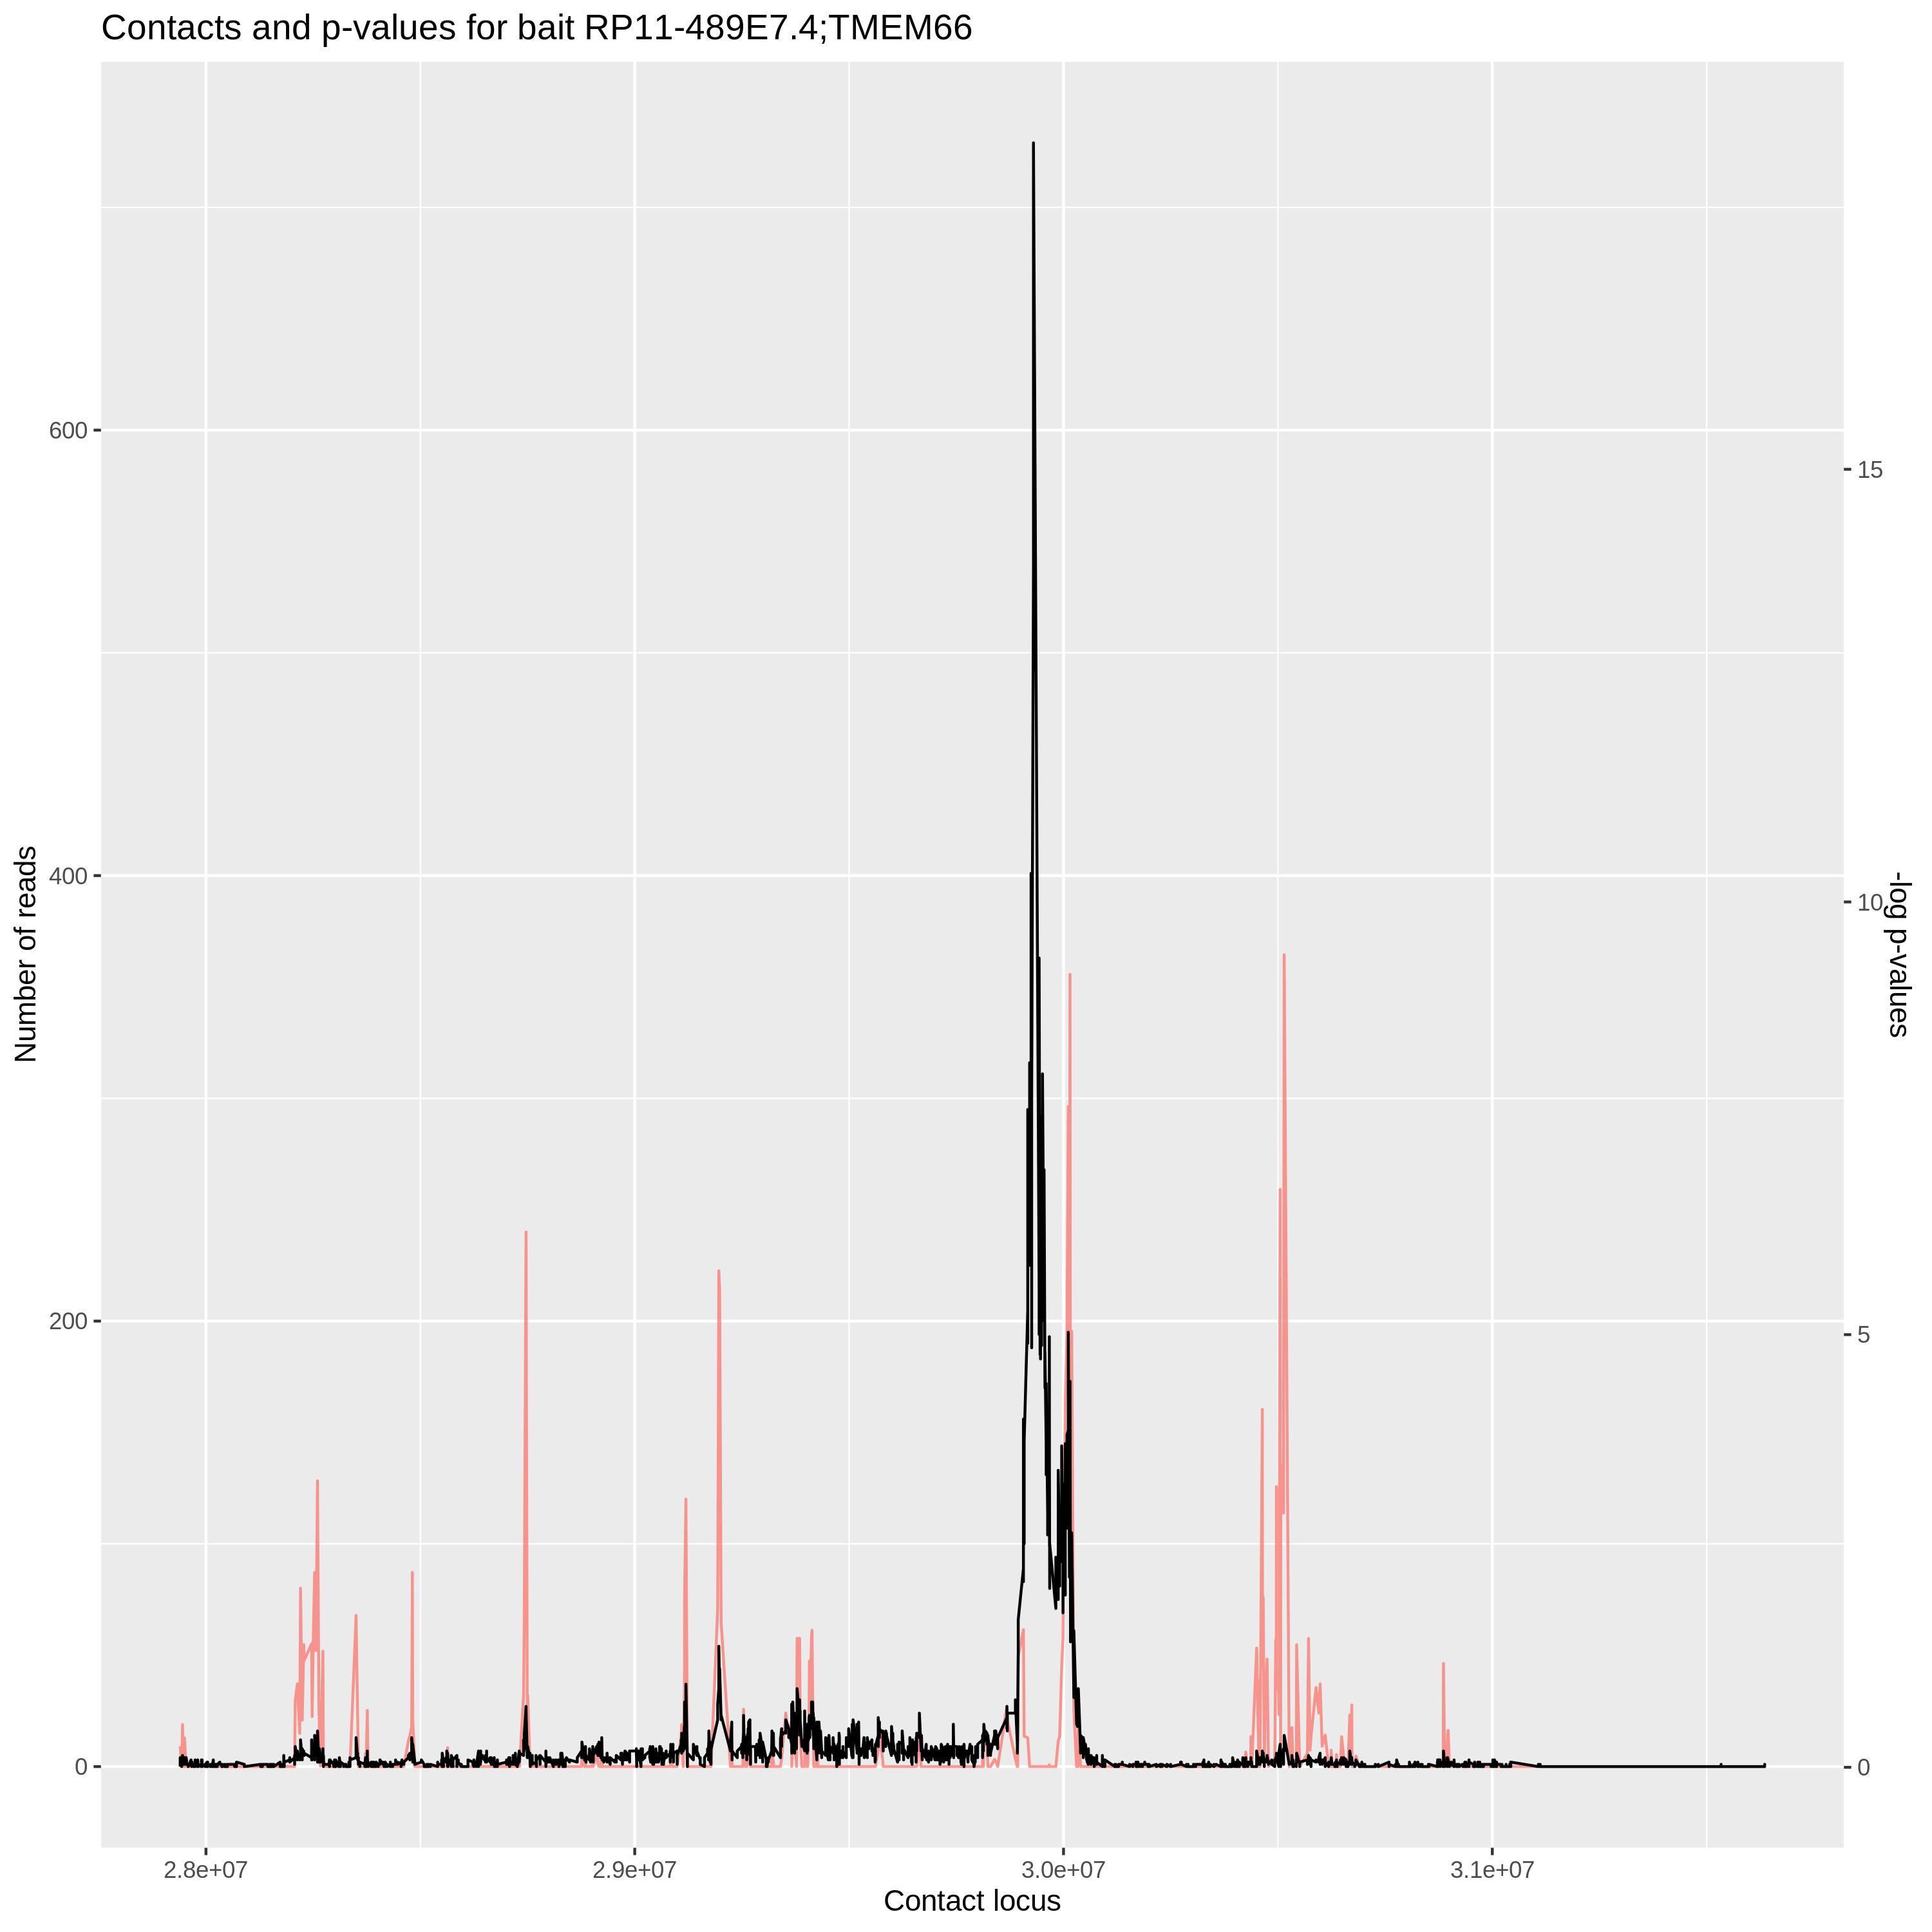 Contacts and p-values for bait RP11-489E7.4;TMEM66
600
400
200
0
Number of reads
15
10
5
0
-log p-values
2.8e+07
2.9e+07
3.0e+07
3.1e+07
Contact locus